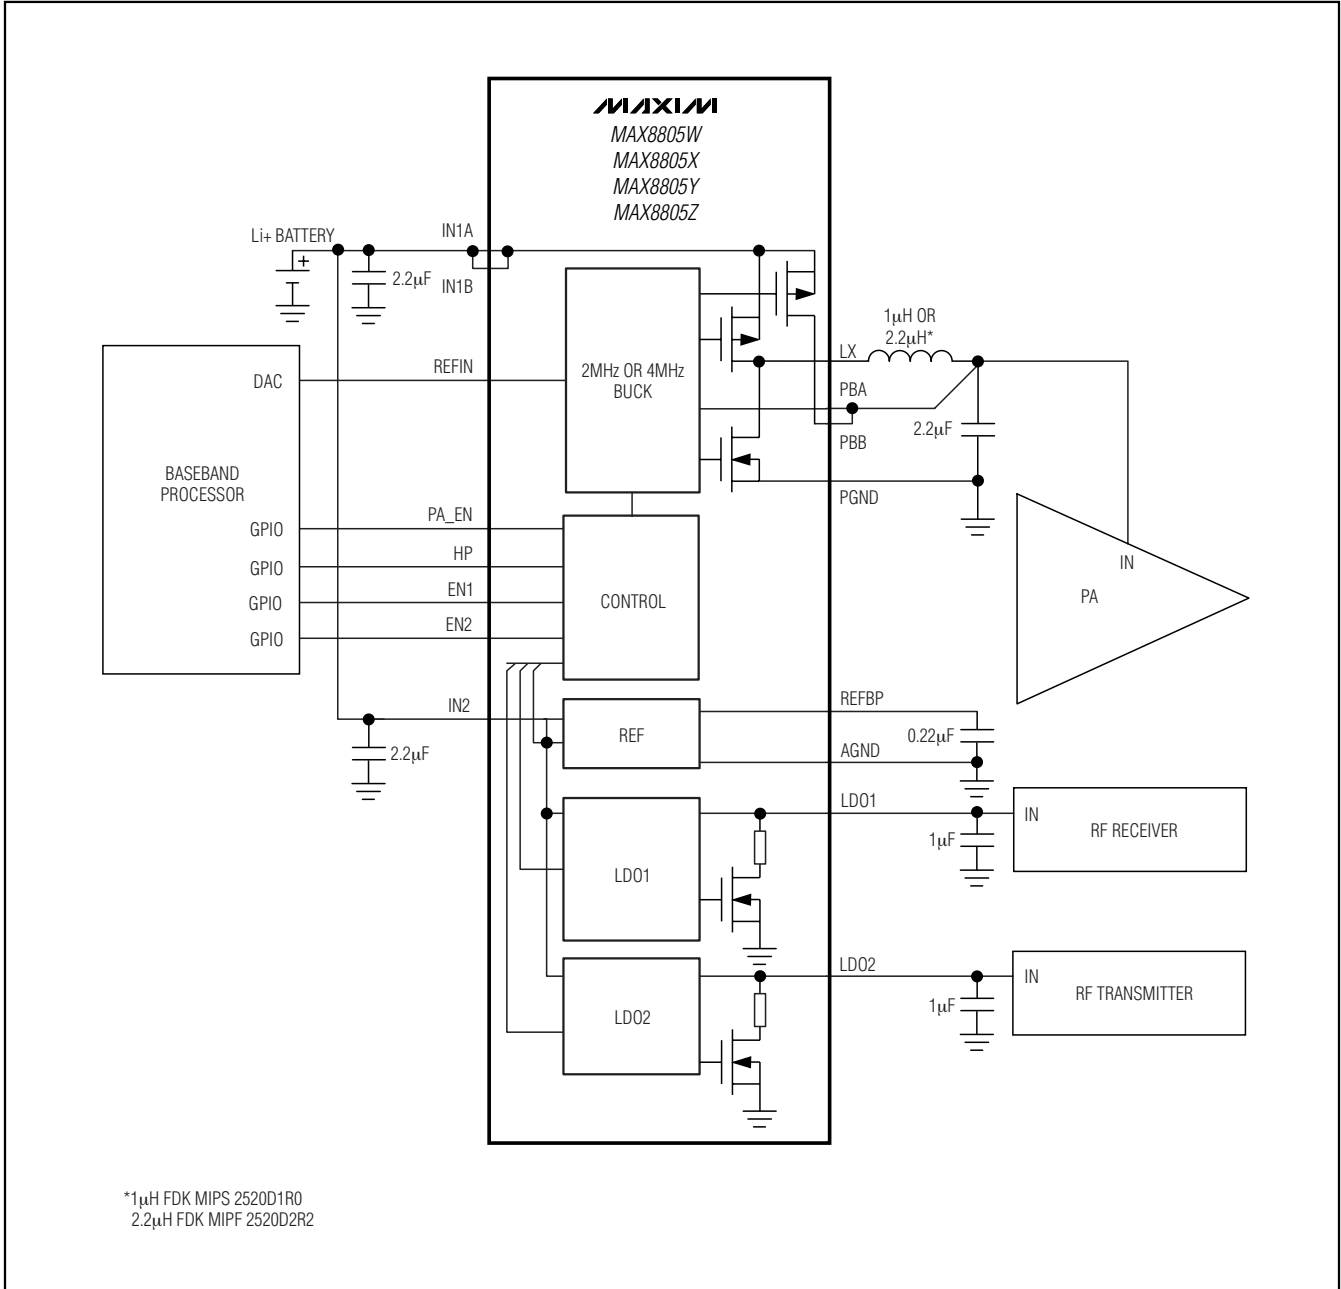 MAXIM
MAX8805W
MAX8805X
MAX8805Y
MAX8805Z
Li+ BATTERY
+
2.2µF
IN1A
IN1B
REFIN
DAC
BASEBAND
PROCESSOR
GPIO
GPIO
GPIO
GPIO
PA_EN
HP
EN1
EN2
IN2
2.2µF
2MHz OR 4MHz
BUCK
CONTROL
REF
LDO1
LDO2
LX
1µH OR
2.2µH*
PBA
PBB
2.2µF
PGND
IN
PA
REFBP
0.22µF
AGND
LDO1
1µF
IN
RF RECEIVER
LDO2
1µF
IN
RF TRANSMITTER
*1µH FDK MIPS 2520D1R0
2.2µH FDK MIPF 2520D2R2